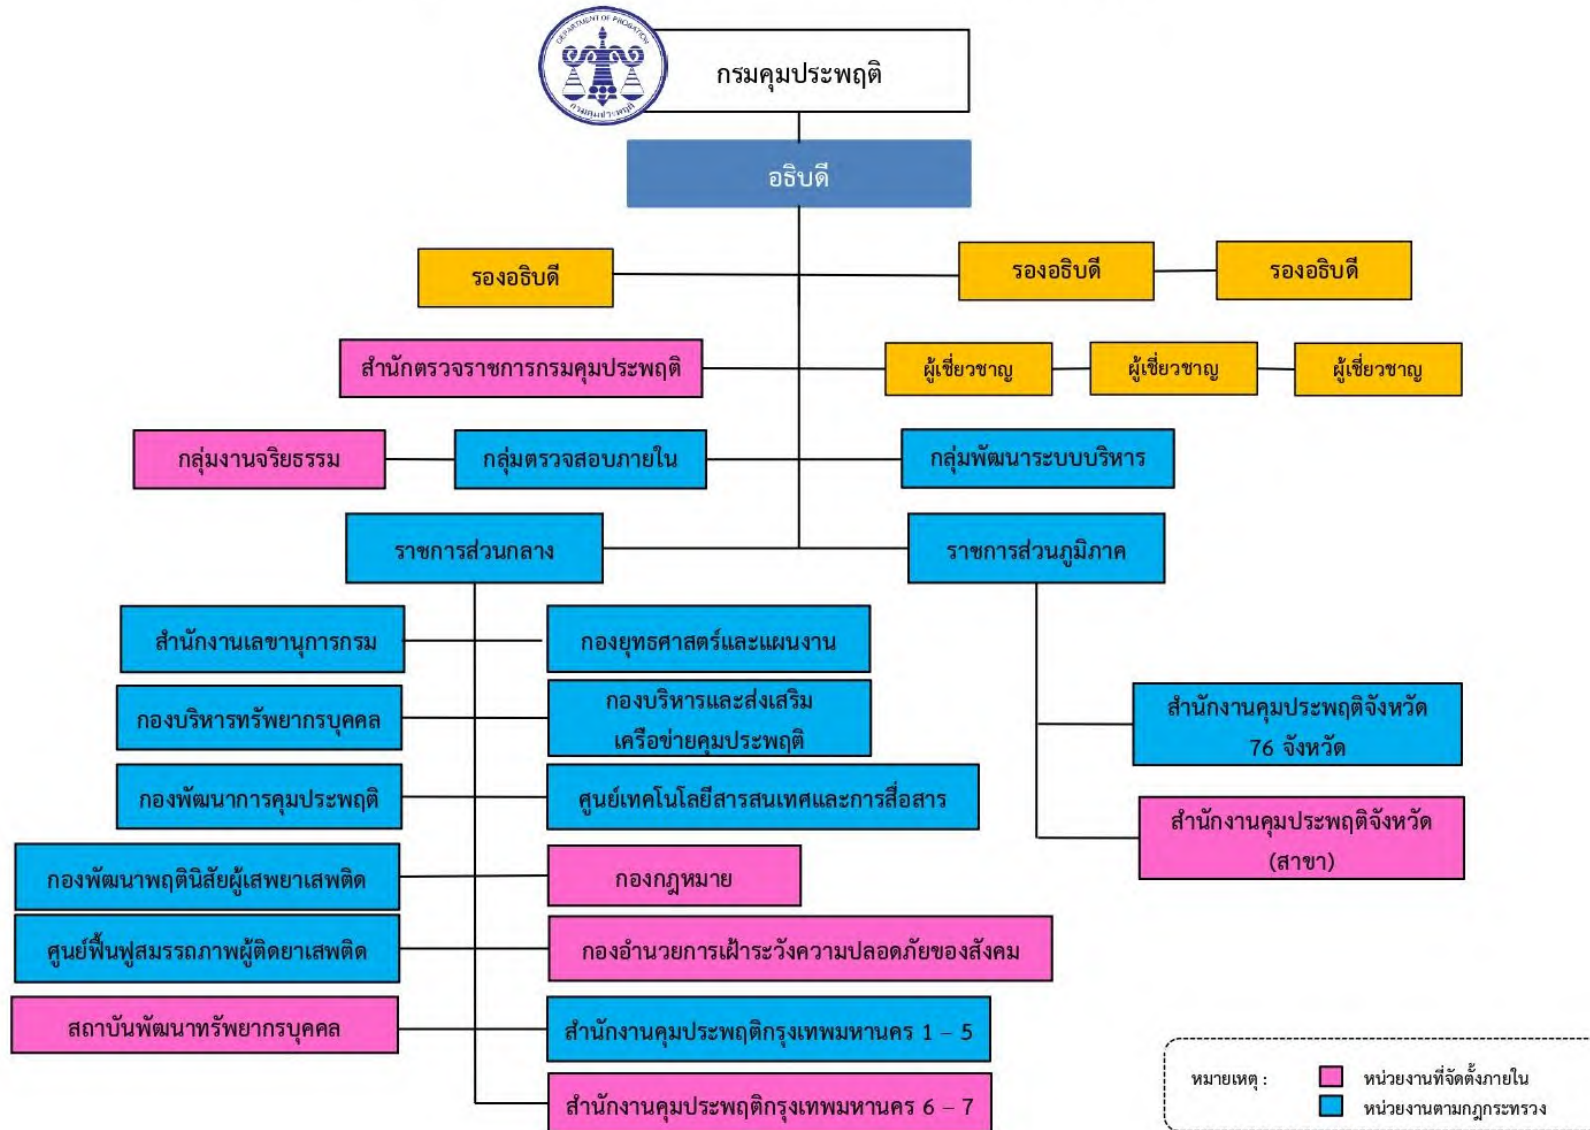 DEPARTMENT OF PROBATION
กรมคุมประพฤติ
กรมคุมประพฤติ
อธิบดี
รองอธิบดี
รองอธิบดี
รองอธิบดี
สำนักตรวจราชการกรมคุมประพฤติ
ผู้เชี่ยวชาญ
ผู้เชี่ยวชาญ
ผู้เชี่ยวชาญ
กลุ่มงานจริยธรรม
กลุ่มตรวจสอบภายใน
กลุ่มพัฒนาระบบบริหาร
ราชการส่วนกลาง
ราชการส่วนภูมิภาค
สำนักงานเลขานุการกรม
กองยุทธศาสตร์และแผนงาน
กองบริหารทรัพยากรบุคคล
กองบริหารและส่งเสริม
เครือข่ายคุมประพฤติ
กองพัฒนาการคุมประพฤติ
ศูนย์เทคโนโลยีสารสนเทศและการสื่อสาร
กองพัฒนาพฤตินิสัยผู้เสพยาเสพติด
กองกฎหมาย
ศูนย์ฟื้นฟูสมรรถภาพผู้ติดยาเสพติด
กองอำนวยการเฝ้าระวังความปลอดภัยของสังคม
สถาบันพัฒนาทรัพยากรบุคคล
สำนักงานคุมประพฤติกรุงเทพมหานคร 1 – 5
สำนักงานคุมประพฤติกรุงเทพมหานคร 6 – 7
สำนักงานคุมประพฤติจังหวัด
76 จังหวัด
สำนักงานคุมประพฤติจังหวัด
(สาขา)
หมายเหตุ :
หน่วยงานที่จัดตั้งภายใน
หน่วยงานตามกฎกระทรวง